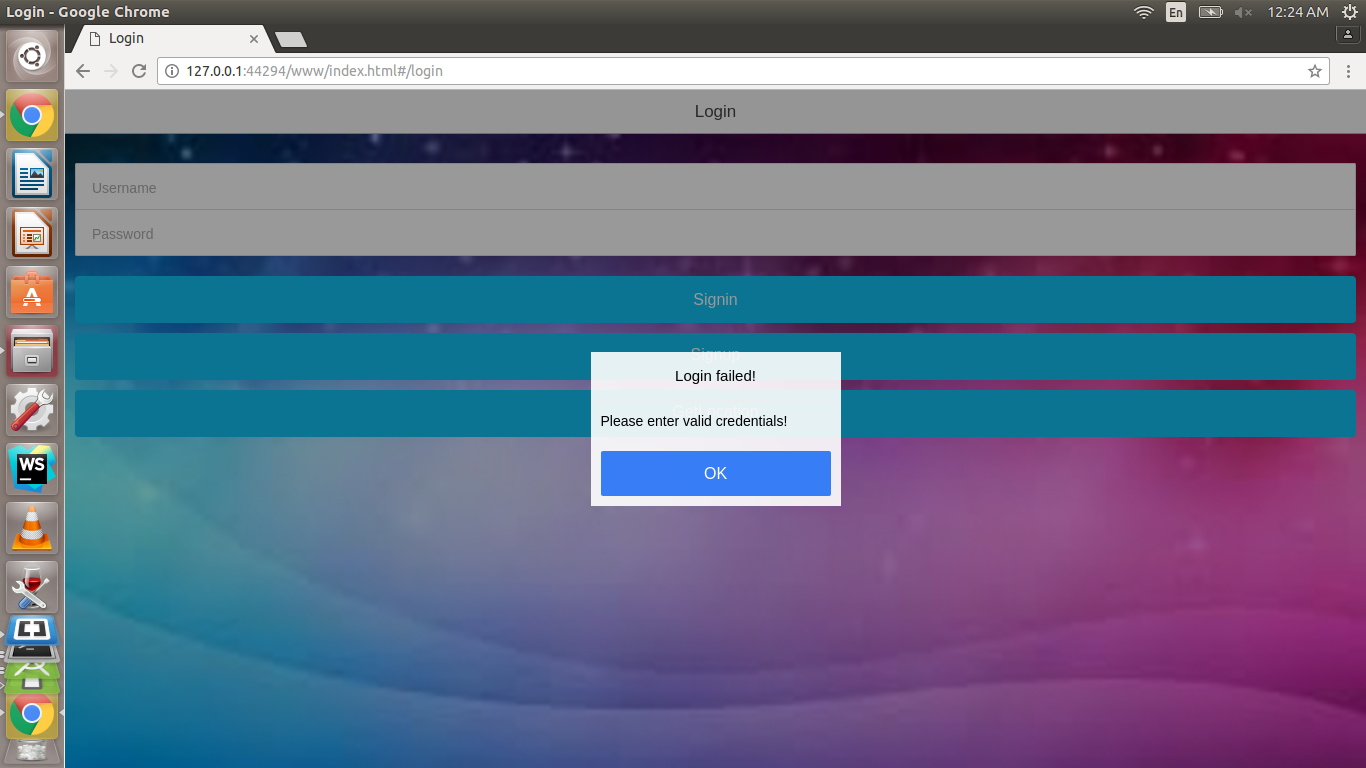 Login - Google Chrome
En
12:24 AM
Login
127.0.0.1:44294/www/index.html#/login
Login
Username
Password
Signin
Signup
Login failed!
Please enter valid credentials!
OK
WS